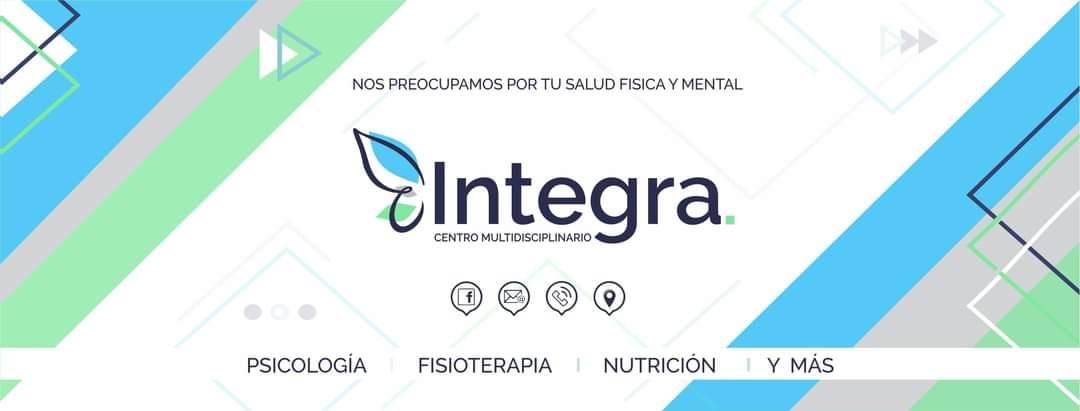 NOS PREOCUPAMOS POR TU SALUD FISICA Y MENTAL
Integra.
CENTRO MULTIDISCIPLINARIO
PSICOLOGÍA | FISIOTERAPIA | NUTRICIÓN | Y MÁS